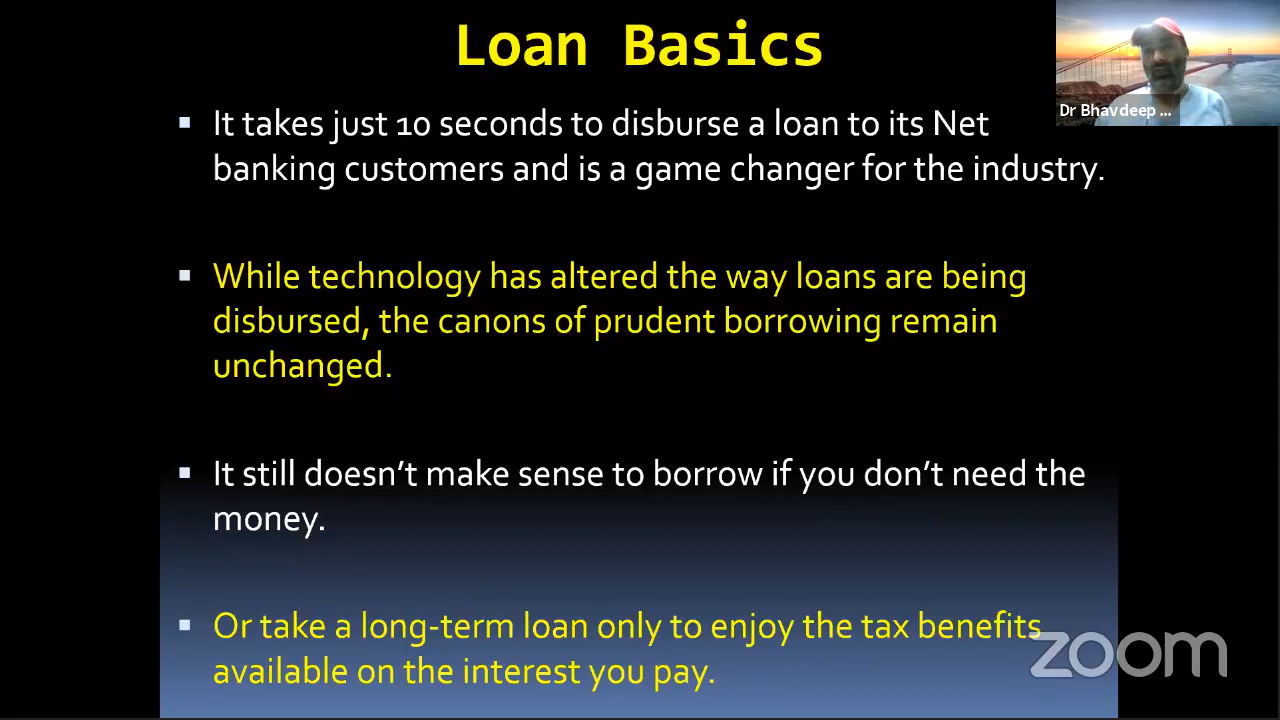 Loan Basics
Dr Bhavdeep ...
▪ It takes just 10 seconds to disburse a loan to its Net
banking customers and is a game changer for the industry.
▪ While technology has altered the way loans are being
disbursed, the canons of prudent borrowing remain
unchanged.
▪ It still doesn’t make sense to borrow if you don’t need the
money.
▪ Or take a long-term loan only to enjoy the tax benefits
available on the interest you pay.
zoom